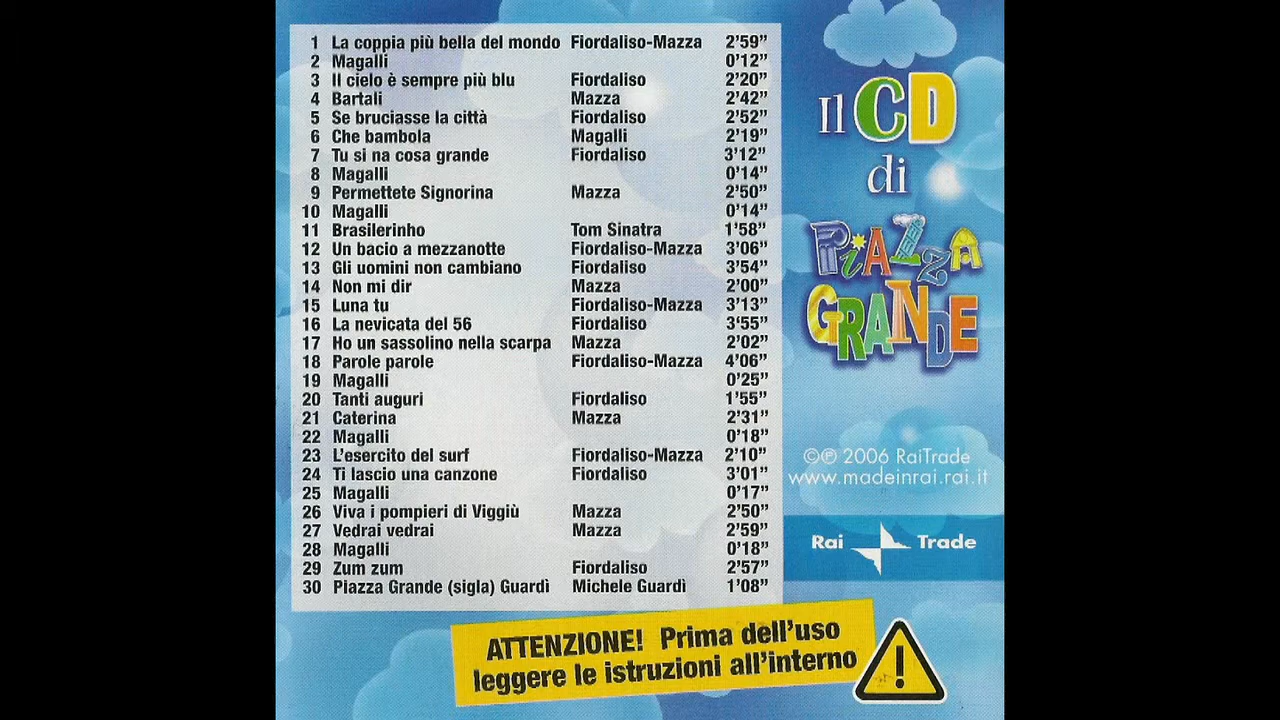 1 La coppia più bella del mondo Fiordaliso-Mazza 2’59”
2 Magalli 0’12”
3 Il cielo è sempre più blu Fiordaliso 2’20”
4 Bartali Mazza 2’42”
5 Se bruciasse la città Fiordaliso 2’52”
6 Che bambola Magalli 2’19”
7 Tu si na cosa grande Fiordaliso 3’12”
8 Magalli 0’14”
9 Permettete Signorina Mazza 2’50”
10 Magalli 0’14”
11 Brasilerinho Tom Sinatra 1’58”
12 Un bacio a mezzanotte Fiordaliso-Mazza 3’06”
13 Gli uomini non cambiano Fiordaliso 3’54”
14 Non mi dir Mazza 2’00”
15 Luna tu Fiordaliso-Mazza 3’13”
16 La nevicata del 56 Fiordaliso 3‘55”
17 Ho un sassolino nella scarpa Mazza 2’02”
18 Parole parole Fiordaliso-Mazza 4’06”
19 Magalli 0’25”
20 Tanti auguri Fiordaliso 1’55”
21 Caterina Mazza 2’31”
22 Magalli 0’18”
23 L’esercito del surf Fiordaliso-Mazza 2’10”
24 Ti lascio una canzone Fiordaliso 3’01”
25 Magalli 0’17”
26 Viva i pompieri di Viggiù Mazza 2’50”
27 Vedrai vedrai Mazza 2’59”
28 Magalli 0’18”
29 Zum zum Fiordaliso 2’57”
30 Piazza Grande (sigla) Guardì Michele Guardì 1’08”
Il CD
di
PiAZZA
GRANDE
©℗ 2006 RaiTrade
www.madeinrai.rai.it
Rai Trade
ATTENZIONE! Prima dell’uso
leggere le istruzioni all’interno
!